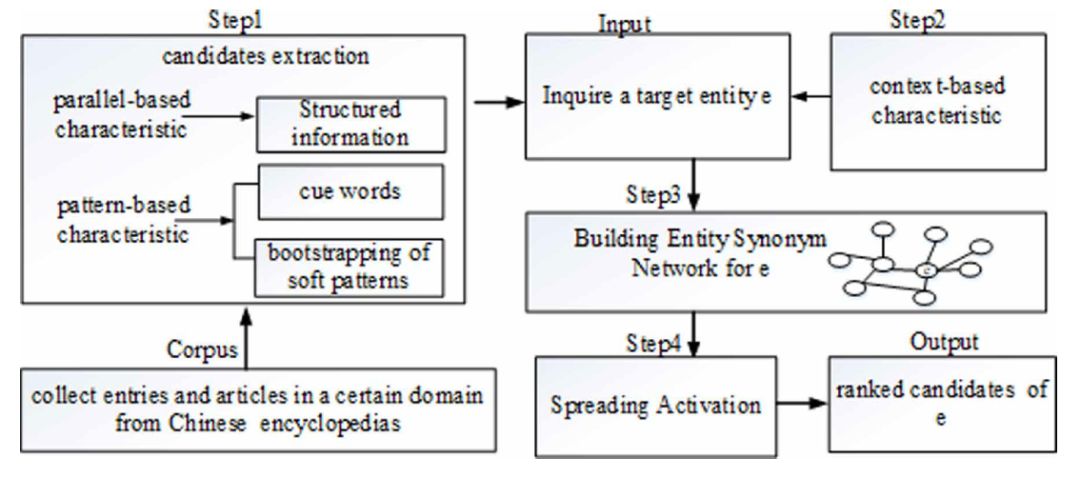 Step1
candidates extraction
parallel-based
characteristic
Structured
information
pattern-based
characteristic
cue words
bootstrapping of
soft patterns
Corpus
collect entries and articles in a certain domain
from Chinese encyclopedias
Input
Inquire a target entity e
Step2
context-based
characteristic
Step3
Building Entity Synonym
Network for e
e
Step4
Spreading Activation
Output
ranked candidates of
e